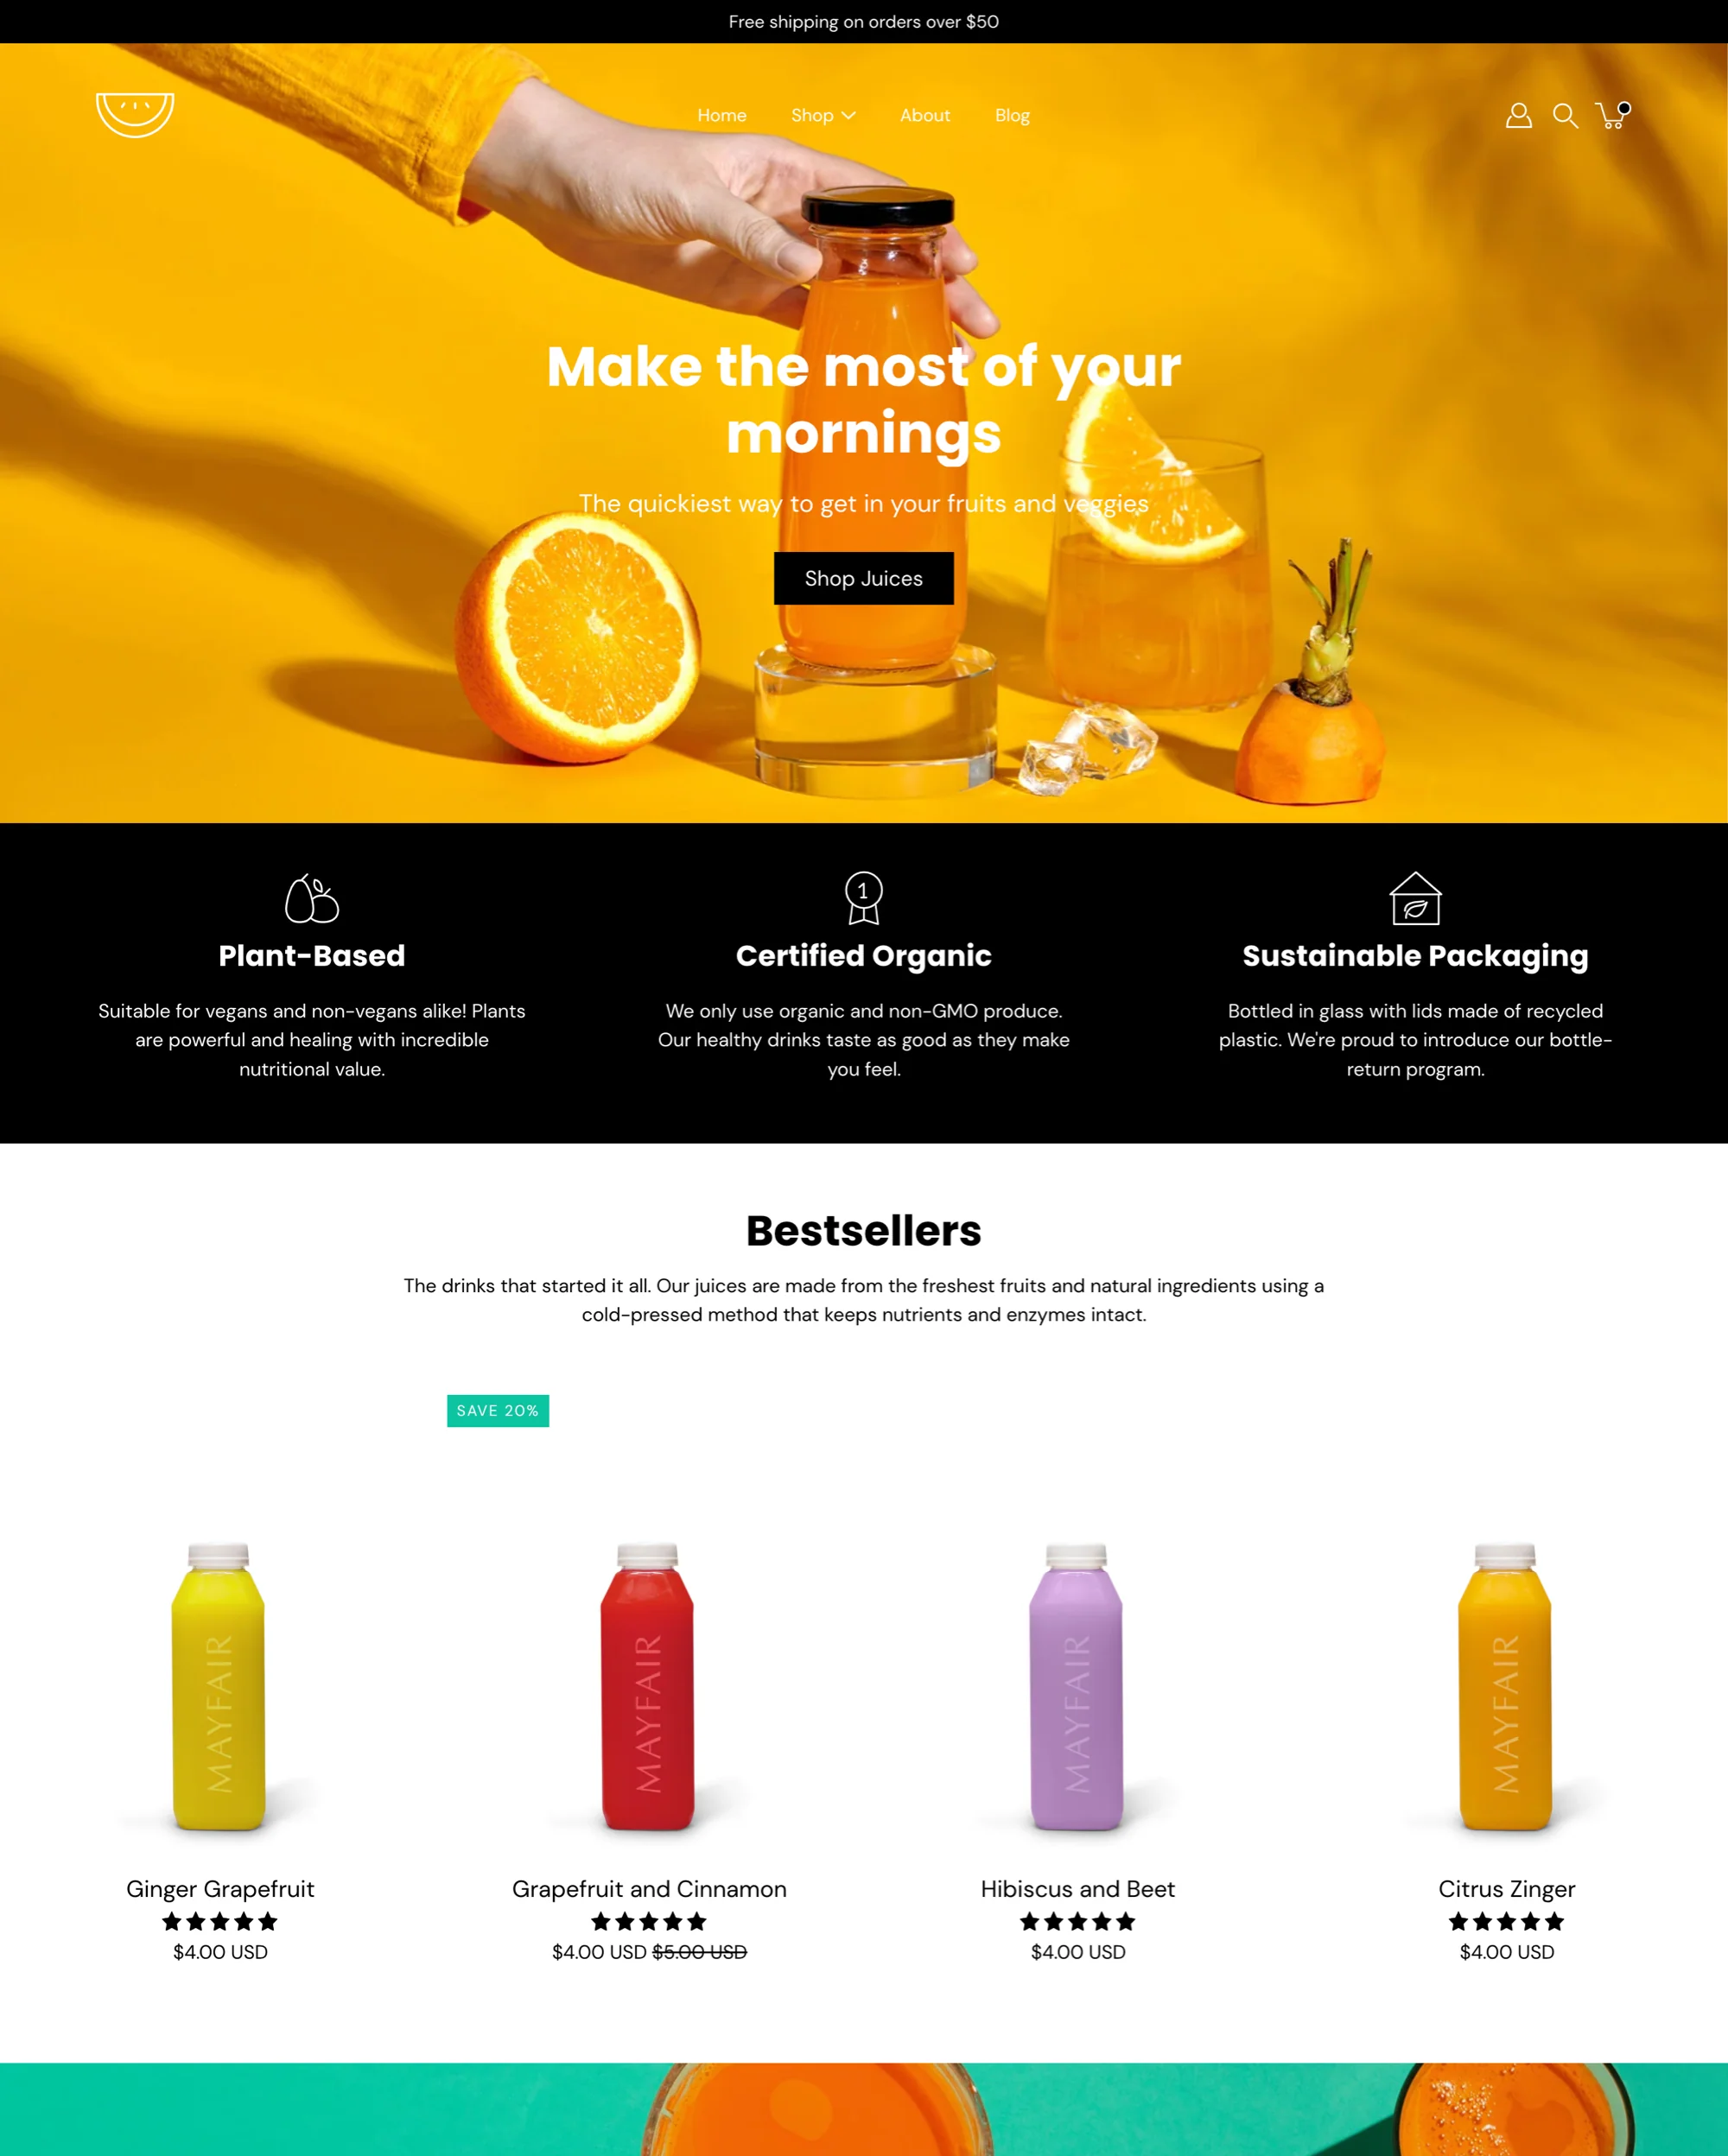 Free shipping on orders over $50
Home Shop About Blog
Make the most of your
mornings
The quickiest way to get in your fruits and veggies
Shop Juices
1
Plant-Based
Suitable for vegans and non-vegans alike! Plants
are powerful and healing with incredible
nutritional value.
Certified Organic
We only use organic and non-GMO produce.
Our healthy drinks taste as good as they make
you feel.
Sustainable Packaging
Bottled in glass with lids made of recycled
plastic. We're proud to introduce our bottle-
return program.
Bestsellers
The drinks that started it all. Our juices are made from the freshest fruits and natural ingredients using a
cold-pressed method that keeps nutrients and enzymes intact.
SAVE 20%
MAYFAIR
MAYFAIR
MAYFAIR
MAYFAIR
Ginger Grapefruit
$4.00 USD
Grapefruit and Cinnamon
$4.00 USD $5.00 USD
Hibiscus and Beet
$4.00 USD
Citrus Zinger
$4.00 USD